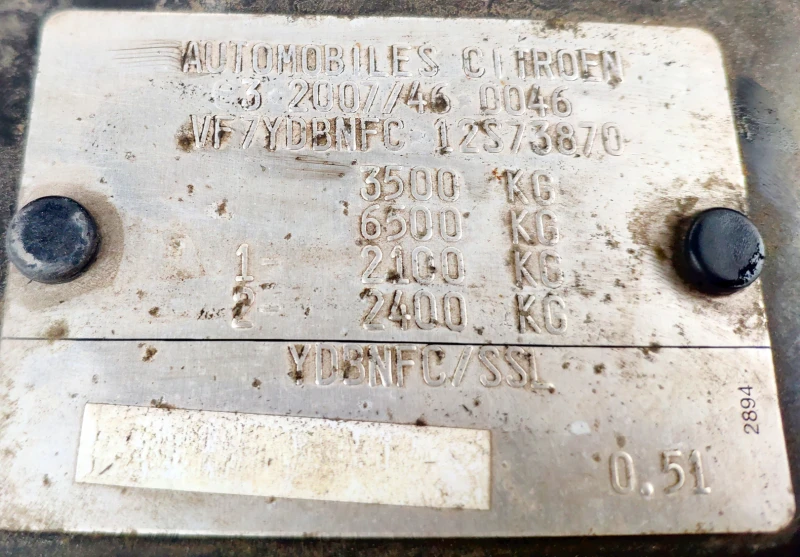 AUTOMOBILES CITROEN
3 2007/46 0046
VF7YDBNFC 12S73870
3500 KG
6500 KG
1- 2100 KG
2- 2400 KG
YDBNFC/SSL
2894
0.51